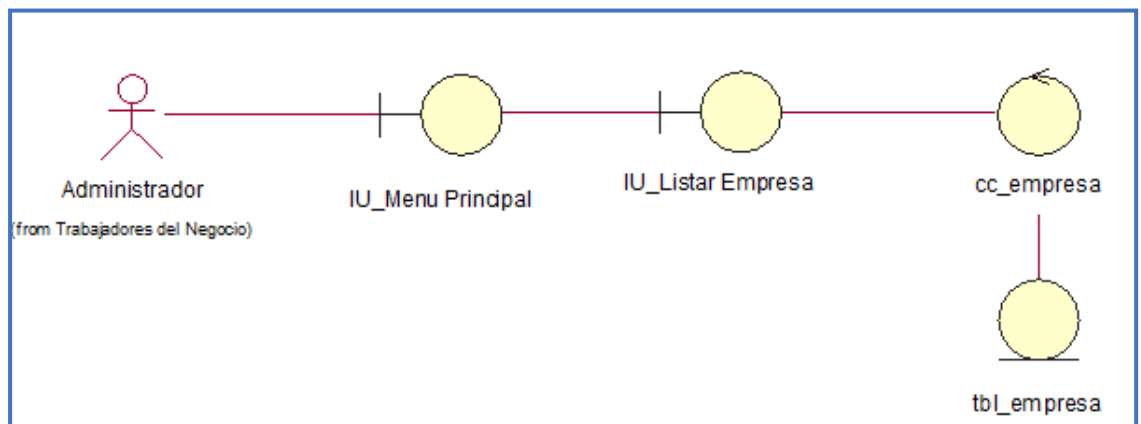 Administrador
(from Trabajadores del Negocio)
IU_Menu Principal
IU_Listar Empresa
cc_empresa
tbl_empresa